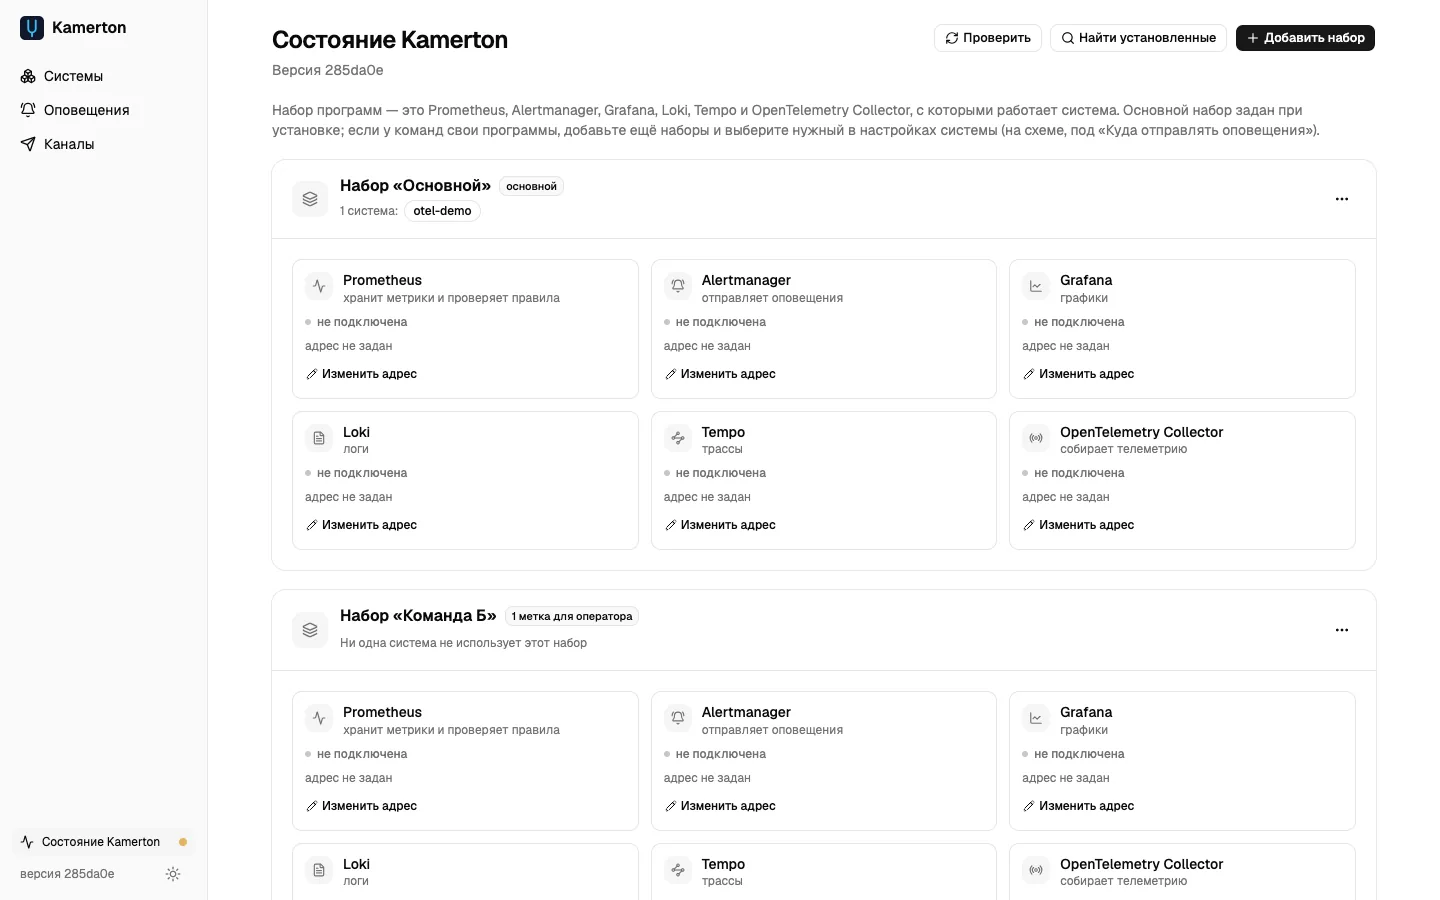 Kamerton
Системы
Оповещения
Каналы
Состояние Kamerton
версия 285da0e
Состояние Kamerton
Версия 285da0e
Проверить
Найти установленные
Добавить набор
Набор программ — это Prometheus, Alertmanager, Grafana, Loki, Tempo и OpenTelemetry Collector, с которыми работает система. Основной набор задан при
установке; если у команд свои программы, добавьте ещё наборы и выберите нужный в настройках системы (на схеме, под «Куда отправлять оповещения»).
Набор «Основной» основной
1 система: otel-demo
Prometheus
хранит метрики и проверяет правила
не подключена
адрес не задан
Изменить адрес
Alertmanager
отправляет оповещения
не подключена
адрес не задан
Изменить адрес
Grafana
графики
не подключена
адрес не задан
Изменить адрес
Loki
логи
не подключена
адрес не задан
Изменить адрес
Tempo
трассы
не подключена
адрес не задан
Изменить адрес
OpenTelemetry Collector
собирает телеметрию
не подключена
адрес не задан
Изменить адрес
Набор «Команда Б» 1 метка для оператора
Ни одна система не использует этот набор
Prometheus
хранит метрики и проверяет правила
не подключена
адрес не задан
Изменить адрес
Alertmanager
отправляет оповещения
не подключена
адрес не задан
Изменить адрес
Grafana
графики
не подключена
адрес не задан
Изменить адрес
Loki
логи
Tempo
трассы
OpenTelemetry Collector
собирает телеметрию